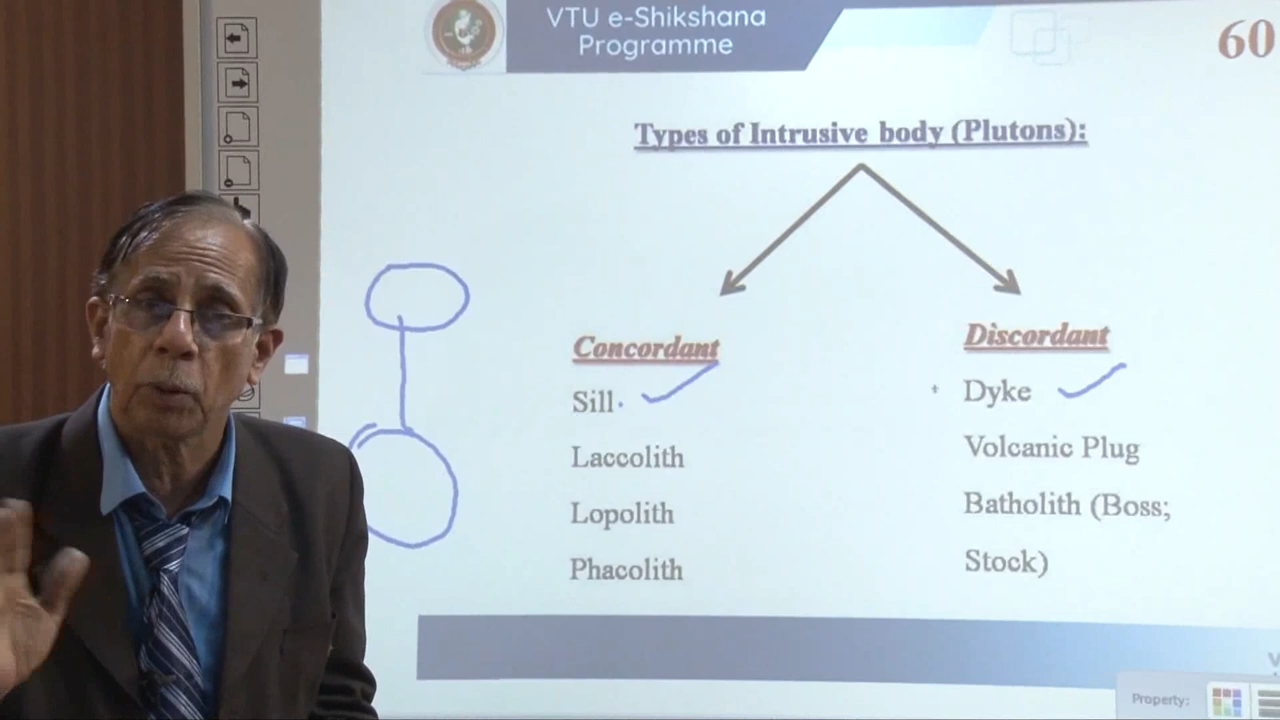 VTU e-Shikshana
Programme
60
Types of Intrusive body (Plutons):
Concordant
Sill.
Laccolith
Lopolith
Phacolith
Discordant
Dyke
Volcanic Plug
Batholith (Boss;
Stock)
Property: